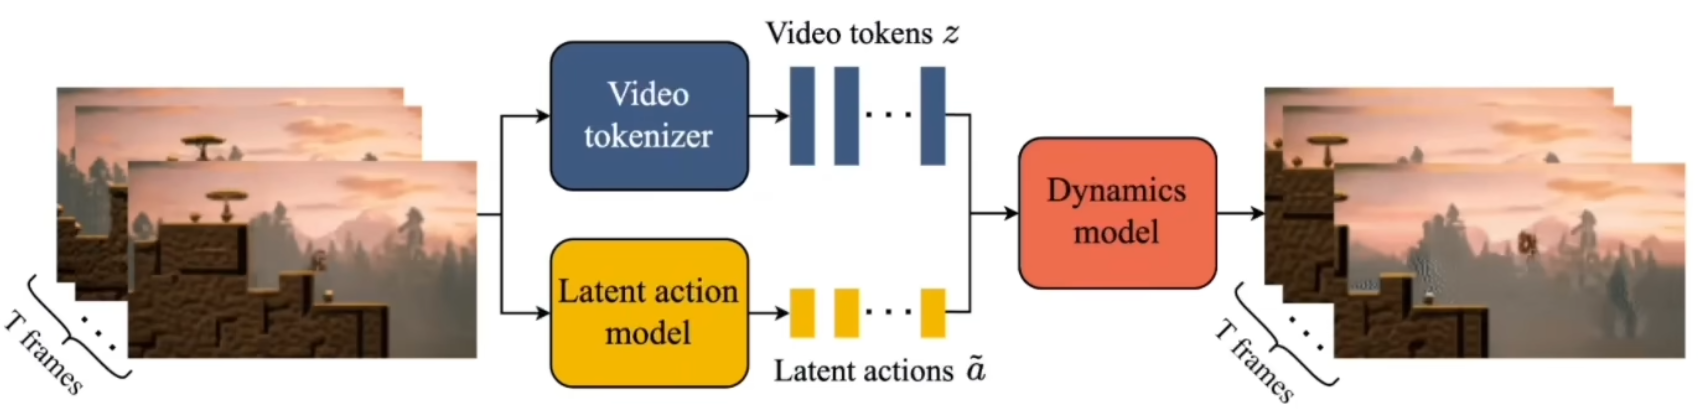 Video tokens z
Video
tokenizer
Dynamics
model
Latent action
model
Latent actions ã
T frames
T frames